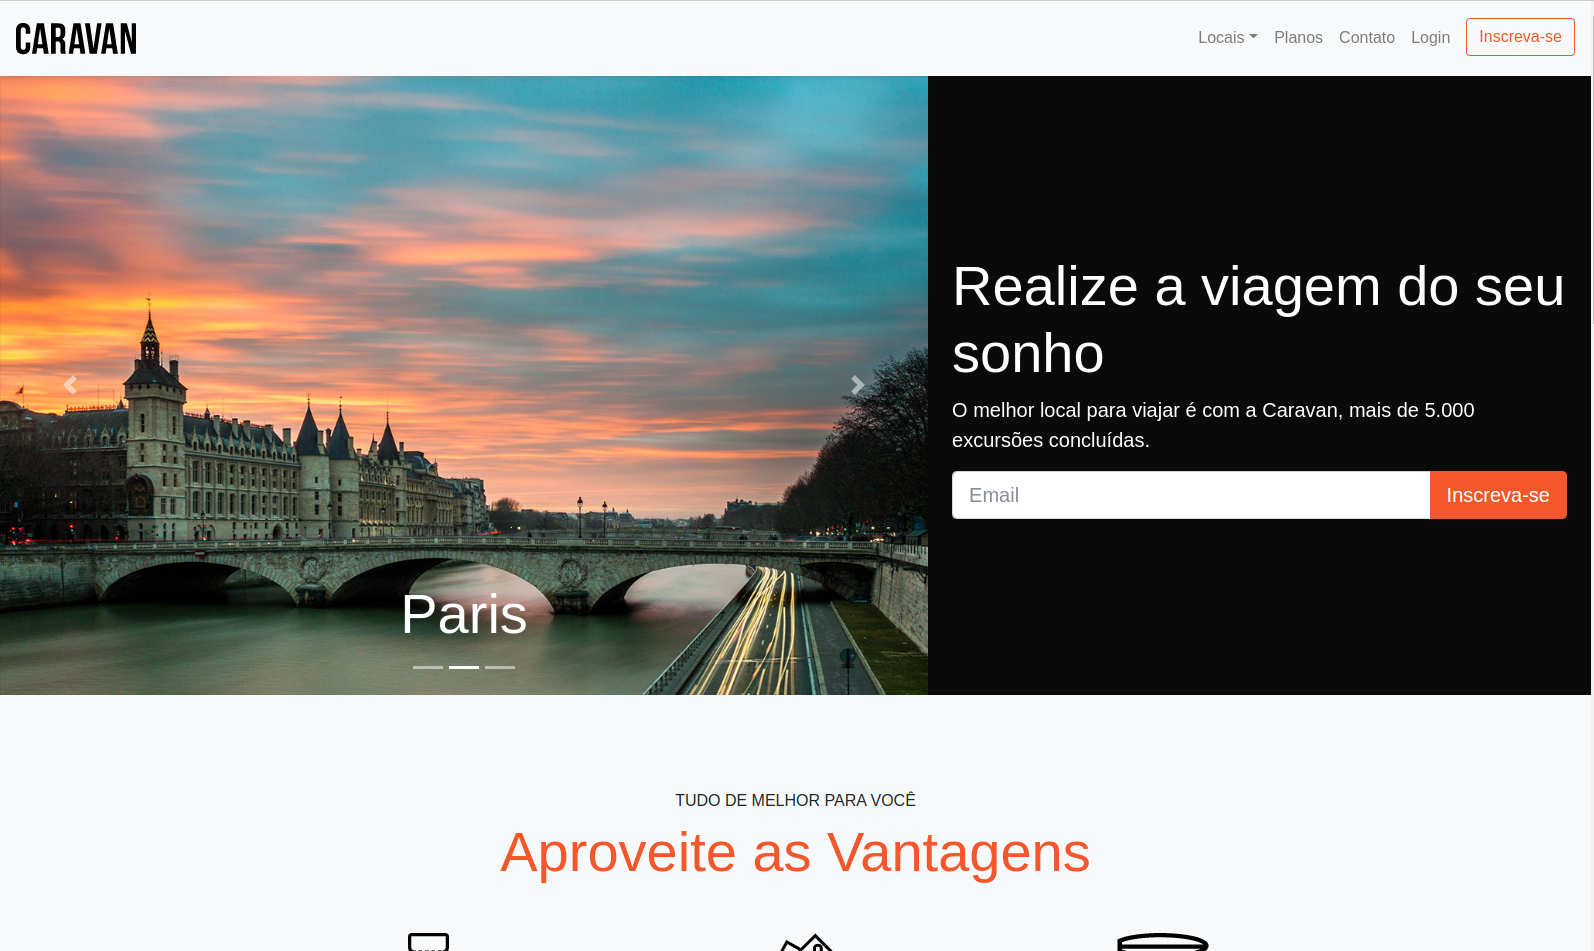 CARAVAN
Locais
Planos
Contato
Login
Inscreva-se
Realize a viagem do seu
sonho
O melhor local para viajar é com a Caravan, mais de 5.000
excursões concluídas.
Email
Inscreva-se
Paris
TUDO DE MELHOR PARA VOCÊ
Aproveite as Vantagens